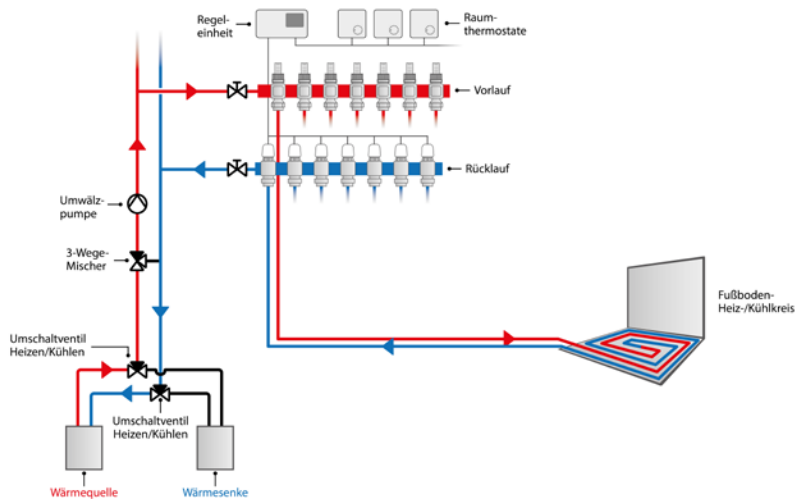 Regel-
einheit
Raum-
thermostate
Vorlauf
Rücklauf
Umwälz-
pumpe
3-Wege-
Mischer
Fußboden-
Heiz-/Kühlkreis
Umschaltventil
Heizen/Kühlen
Umschaltventil
Heizen/Kühlen
Wärmequelle
Wärmesenke